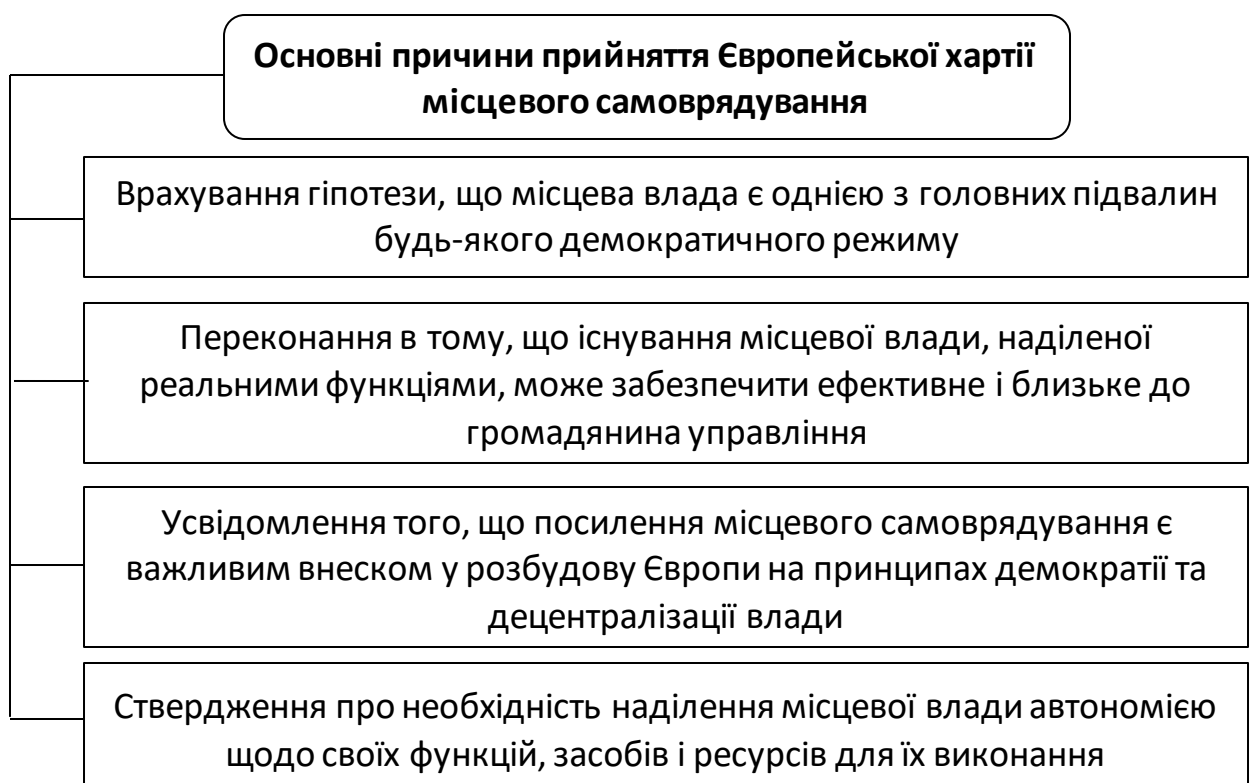 Основні причини прийняття Європейської хартії
місцевого самоврядування
Врахування гіпотези, що місцева влада є однією з головних підвалин
будь-якого демократичного режиму
Переконання в тому, що існування місцевої влади, наділеної
реальними функціями, може забезпечити ефективне і близьке до
громадянина управління
Усвідомлення того, що посилення місцевого самоврядування є
важливим внеском у розбудову Європи на принципах демократії та
децентралізації влади
Ствердження про необхідність наділення місцевої влади автономією
щодо своїх функцій, засобів і ресурсів для їх виконання